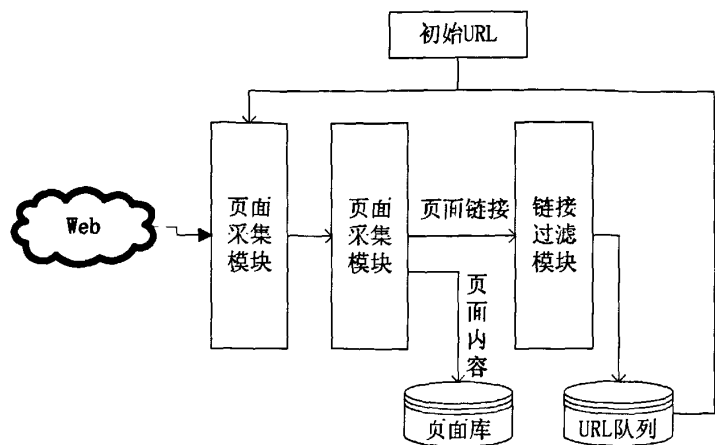 初始URL
Web
页面
采集
模块
页面
采集
模块
页面链接
链接
过滤
模块
页
面
内
容
页面库
URL队列